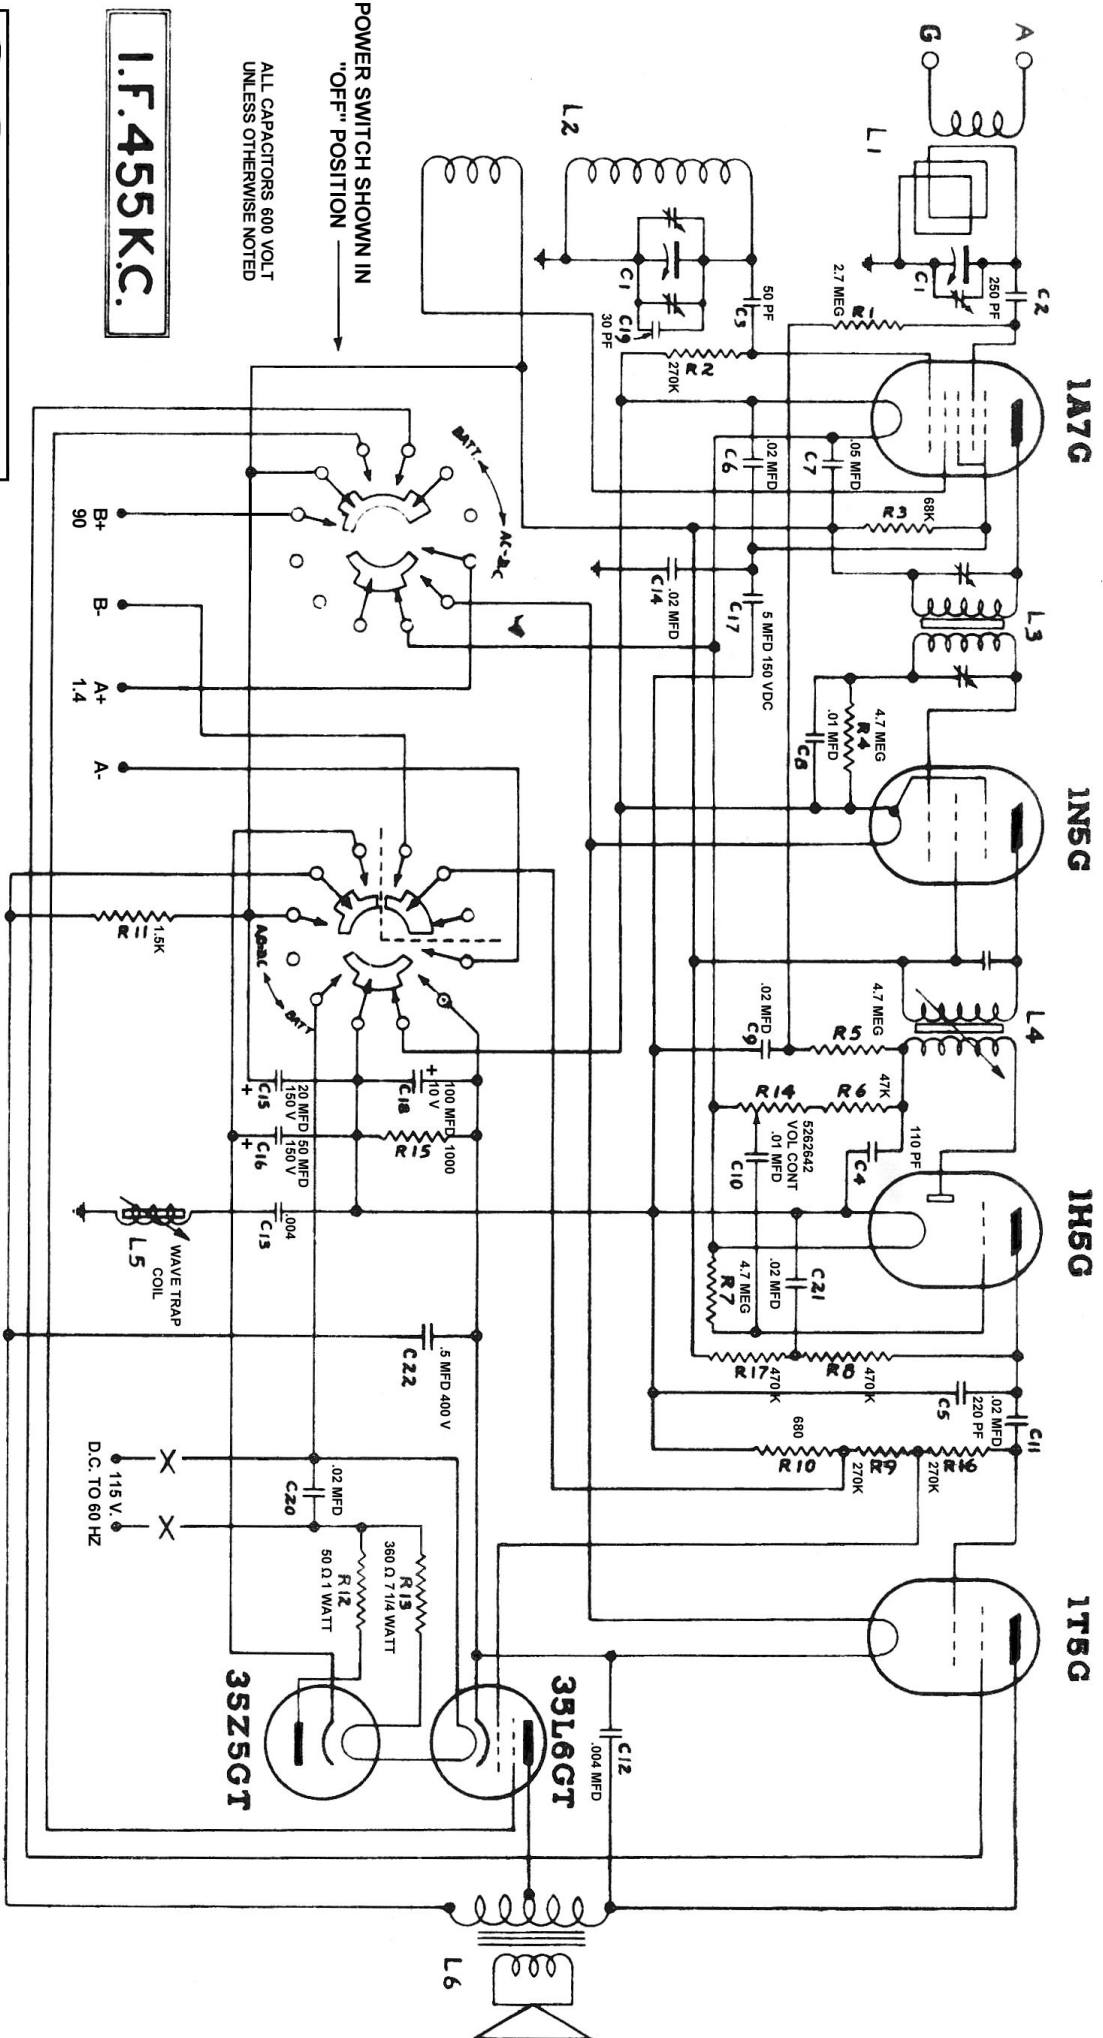 A
G
L1
C1
250 PF
C2
2.7 MEG
R1
1A7G
L2
C1
C19
30 PF
50 PF
C3
R2
270K
.02 MFD
C6
.05 MFD
C7
68K
R3
C14
.02 MFD
C17
5 MFD 150 VDC
L3
4.7 MEG
R4
.01 MFD
C8
1N5G
L4
4.7 MEG
R5
.02 MFD
C9
47K
R6
R14
5262642
VOL CONT
.01 MFD
C10
110 PF
C4
1H5G
4.7 MEG
R7
.02 MFD
C21
R17
470K
R8
470K
C5
220 PF
.02 MFD
C11
680
R10
R9
270K
R16
270K
1T5G
POWER SWITCH SHOWN IN
"OFF" POSITION
ALL CAPACITORS 600 VOLT
UNLESS OTHERWISE NOTED
I.F. 455 K.C.
BATT.
AC-DC
B+
90
B-
A+
1.4
A-
R11
1.5K
AC-DC
BATT
+
C15
20 MFD
150 V
+
C16
50 MFD
150 V
+
C18
100 MFD
10 V
R15
1000
C13
.004
L5
WAVE TRAP
COIL
C22
.5 MFD 400 V
D.C. TO 60 HZ
115 V.
X
X
.02 MFD
C20
R12
50 Ω 1 WATT
R13
360 Ω 7 1/4 WATT
35Z5GT
35L6GT
C12
.004 MFD
L6